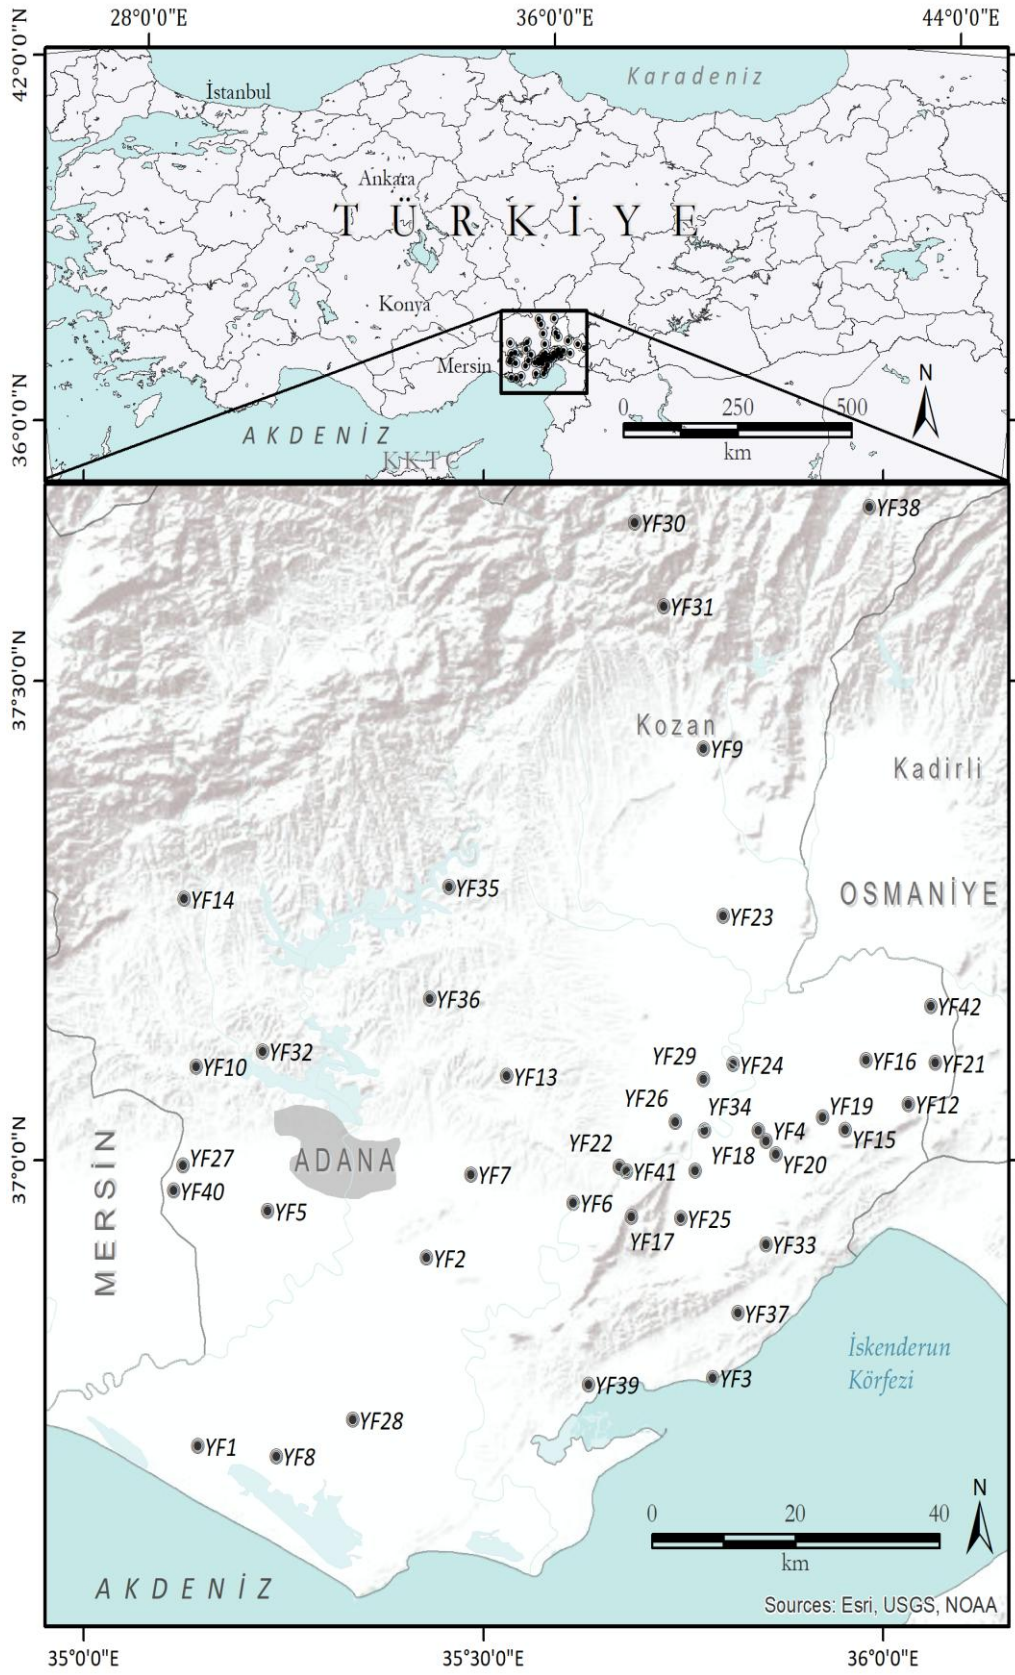 28°0'0"E 36°0'0"E 44°0'0"E
42°0'0"N
Karadeniz
İstanbul
Ankara
TÜRKİYE
Konya
Mersin
N
0 250 500
km
36°0'0"N
AKDENİZ
KKTC
YF38
YF30
YF31
37°30'0"N
Kozan
YF9
Kadirli
YF35
OSMANİYE
YF14
YF23
YF36
YF42
YF32
YF29
YF24
YF16
YF21
YF10
YF13
YF26
YF34
YF19
YF12
YF4
YF15
YF22
YF18
YF20
37°0'0"N
ADANA
YF27
YF7
YF41
MERSİN
YF40
YF6
YF5
YF25
YF17
YF33
YF2
YF37
İskenderun
Körfezi
YF3
YF39
YF28
YF1
YF8
N
0 20 40
km
AKDENİZ
Sources: Esri, USGS, NOAA
35°0'0"E 35°30'0"E 36°0'0"E